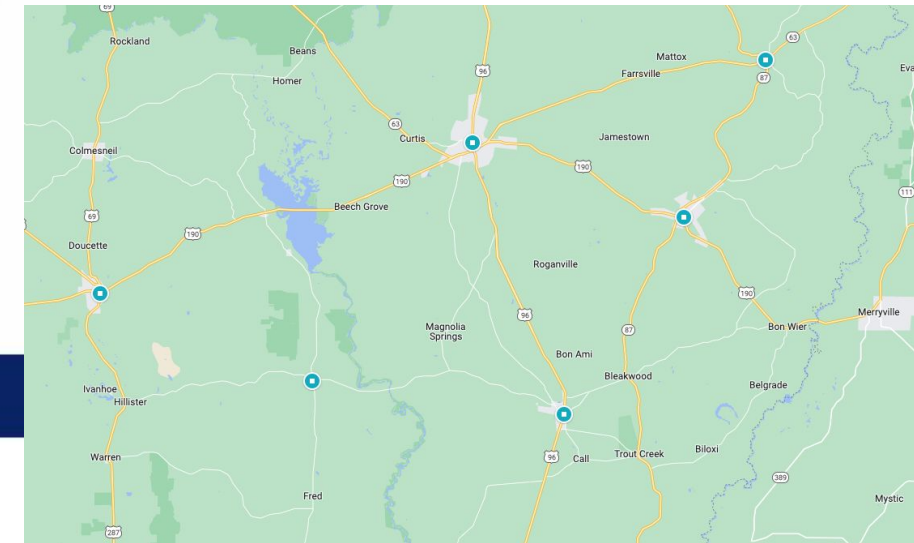 69
63
Rockland
Beans
Mattox
Eva
96
Farrsville
87
Homer
63
Curtis
Jamestown
Colmesneil
190
190
111
Beech Grove
69
190
Doucette
Roganville
190
Merryville
96
87
Bon Wier
Magnolia
Springs
Bon Ami
Bleakwood
Belgrade
Ivanhoe
Hillister
Warren
96
Call
Trout Creek
Biloxi
389
Fred
Mystic
287